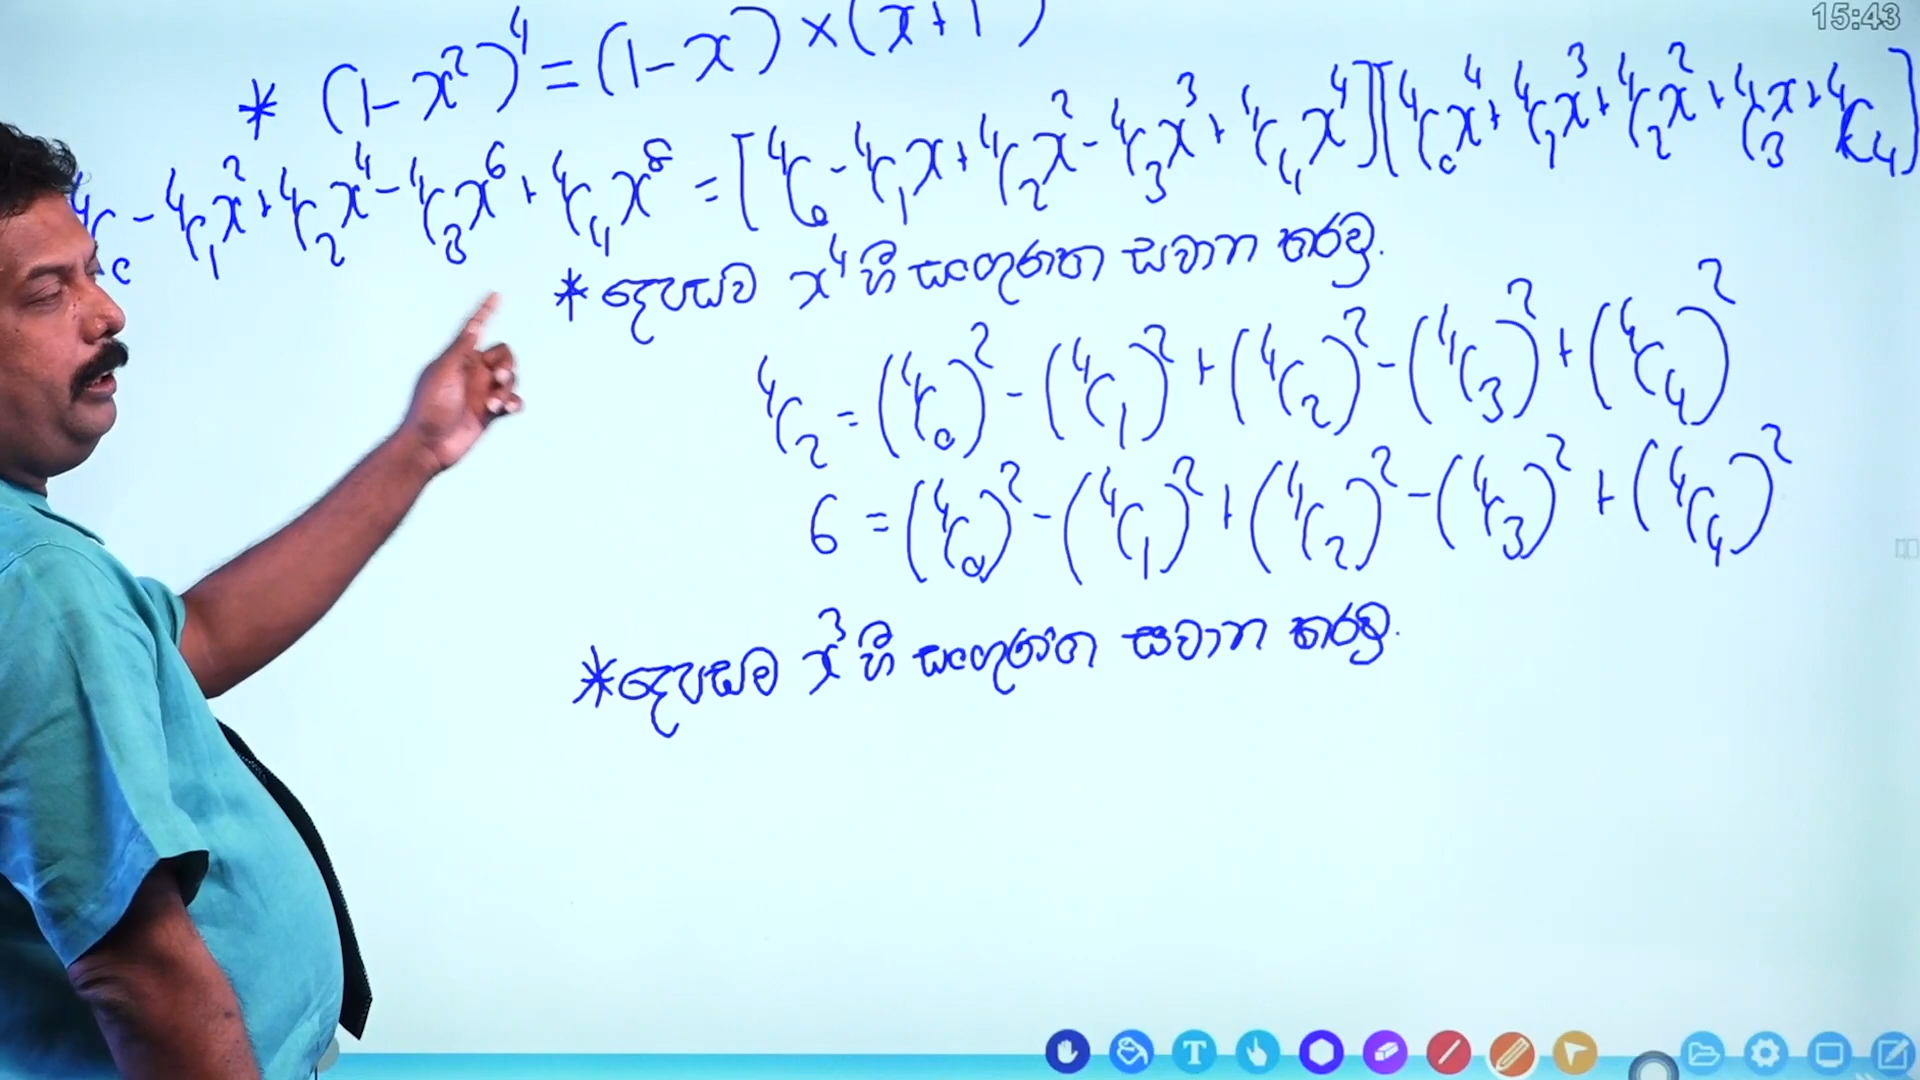 15:43
* (1-x²)⁴ = (1-x) × (x+1)
⁴C₀ - ⁴C₁x² + ⁴C₂x⁴ - ⁴C₃x⁶ + ⁴C₄x⁸ = [⁴C₀ - ⁴C₁x + ⁴C₂x² - ⁴C₃x³ + ⁴C₄x⁴][⁴C₀x⁴ + ⁴C₁x³ + ⁴C₂x² + ⁴C₃x + ⁴C₄]
* දෙපසම x⁴ හි සංගුණක සමාන කරමු.
⁴C₂ = (⁴C₀)² - (⁴C₁)² + (⁴C₂)² - (⁴C₃)² + (⁴C₄)²
6 = (⁴C₀)² - (⁴C₁)² + (⁴C₂)² - (⁴C₃)² + (⁴C₄)²
* දෙපසම x³ හි සංගුණක සමාන කරමු.
T